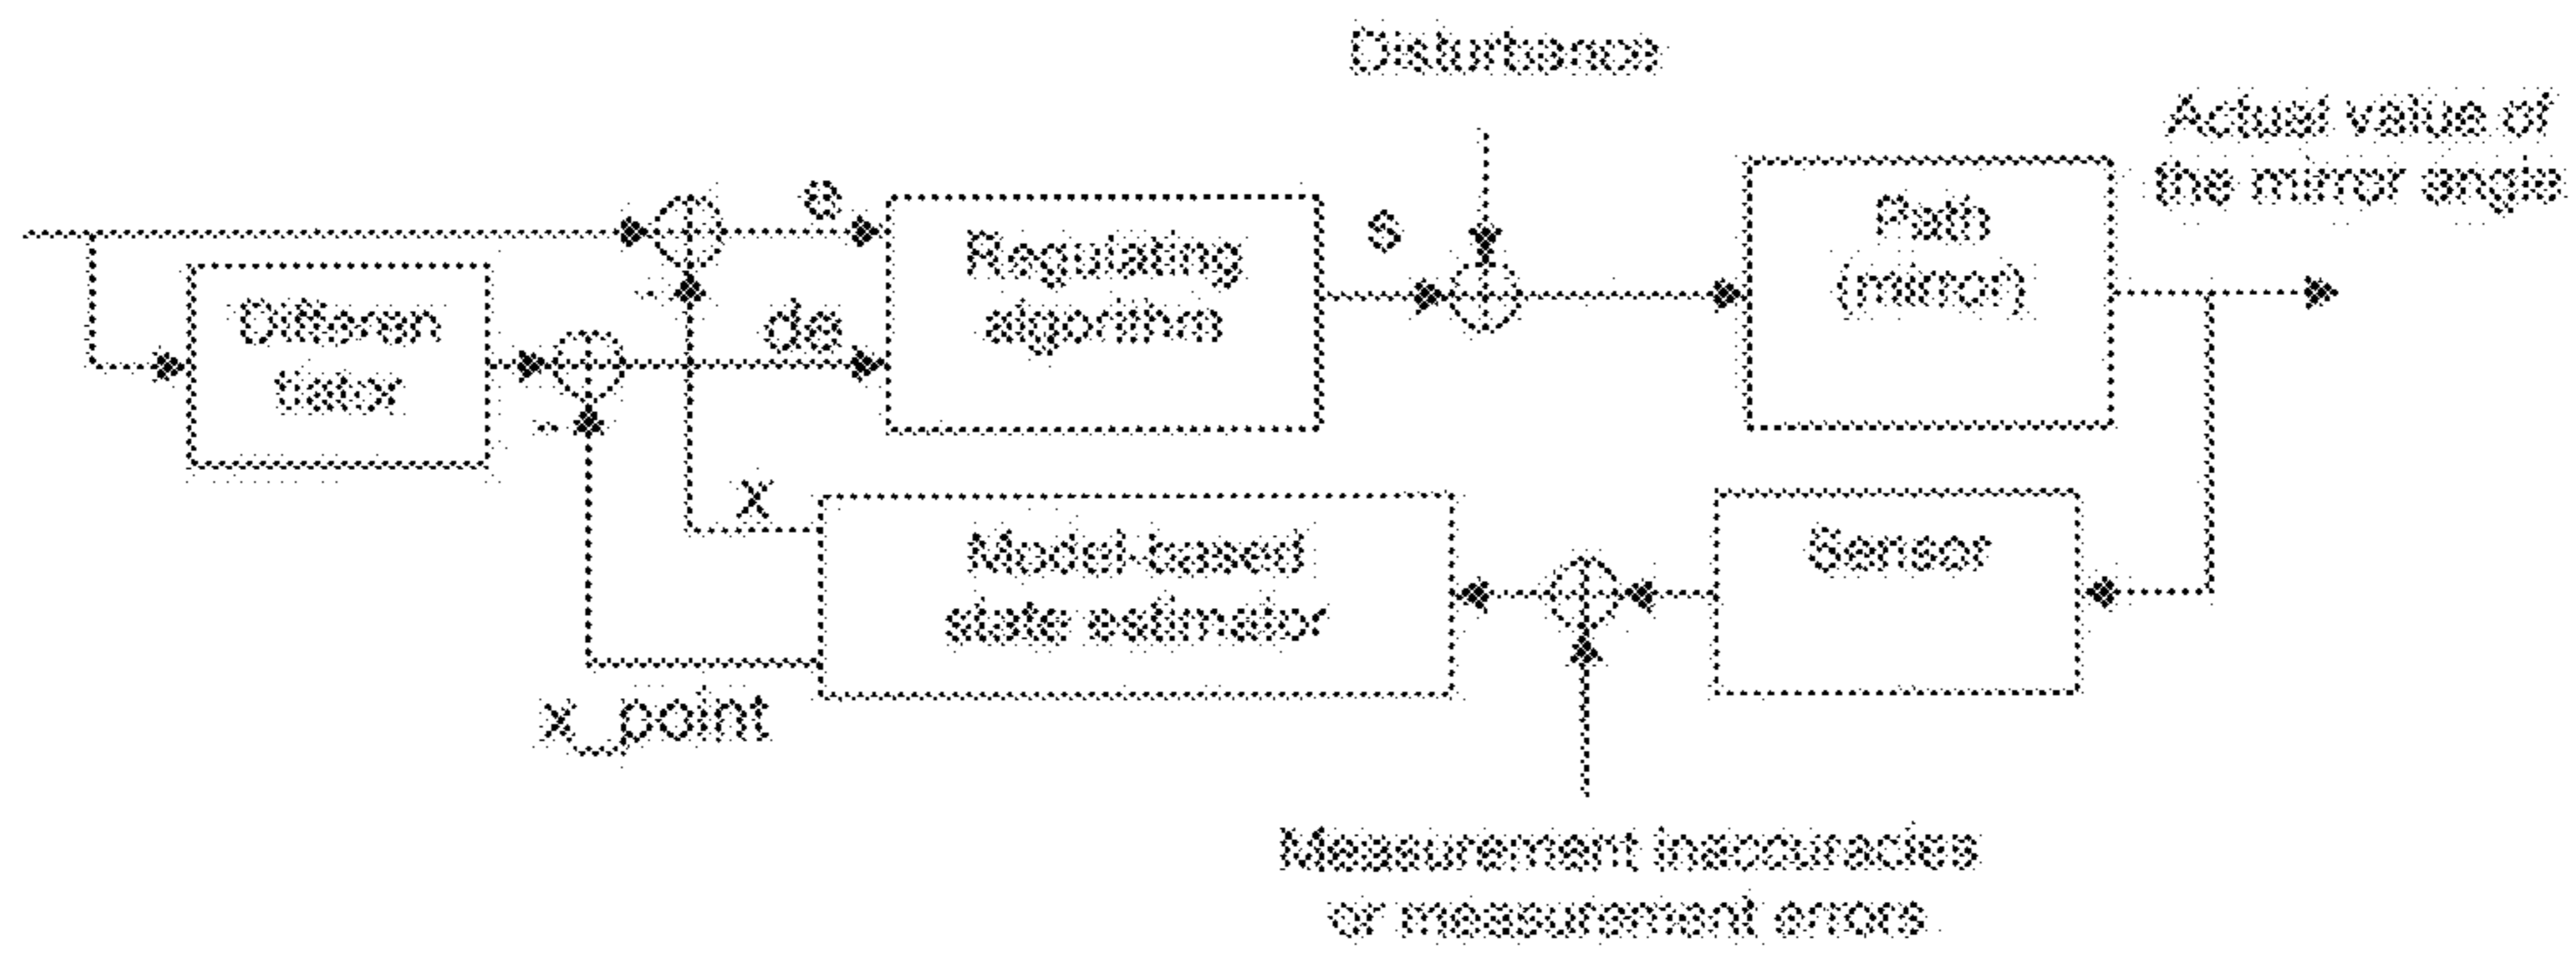 Disturbance
Actual value of
the mirror angle
e
Regulating
algorithm
s
Path
(mirror)
Differen
tiator
de
x
Model-based
state estimator
Sensor
x_point
Measurement inaccuracies
or measurement errors